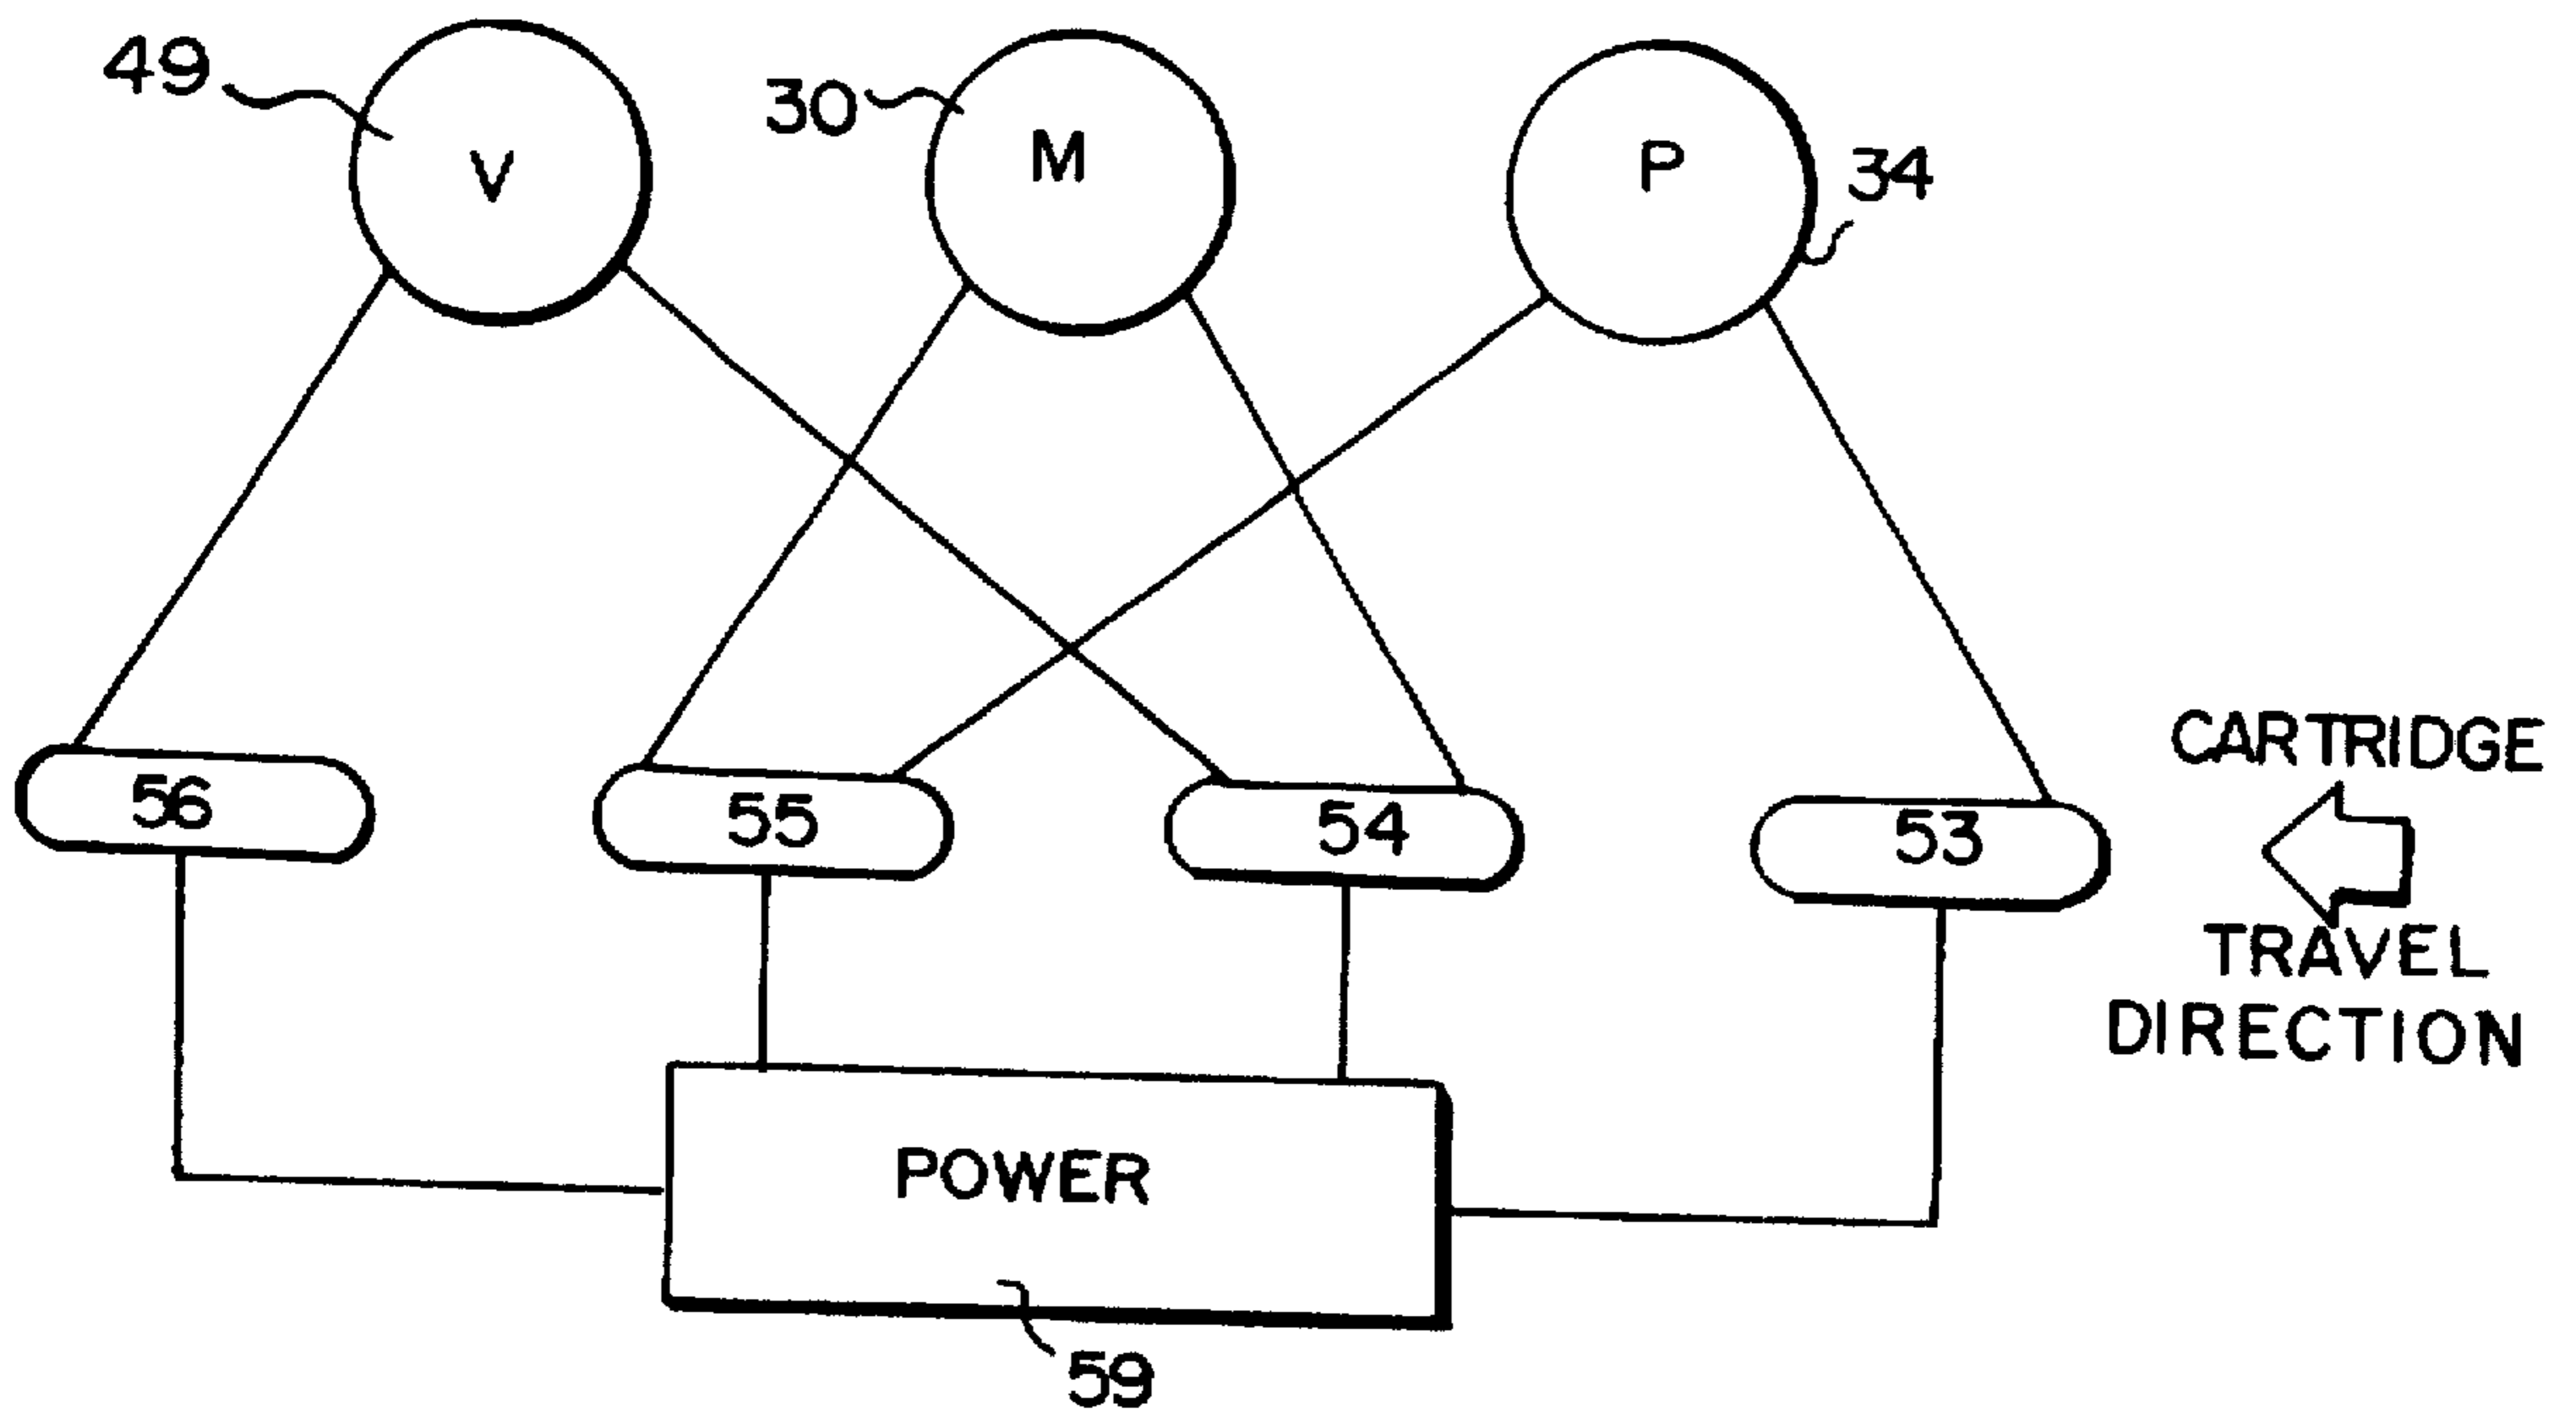 49
V
30
M
P
34
56
55
54
53
CARTRIDGE
TRAVEL
DIRECTION
POWER
59